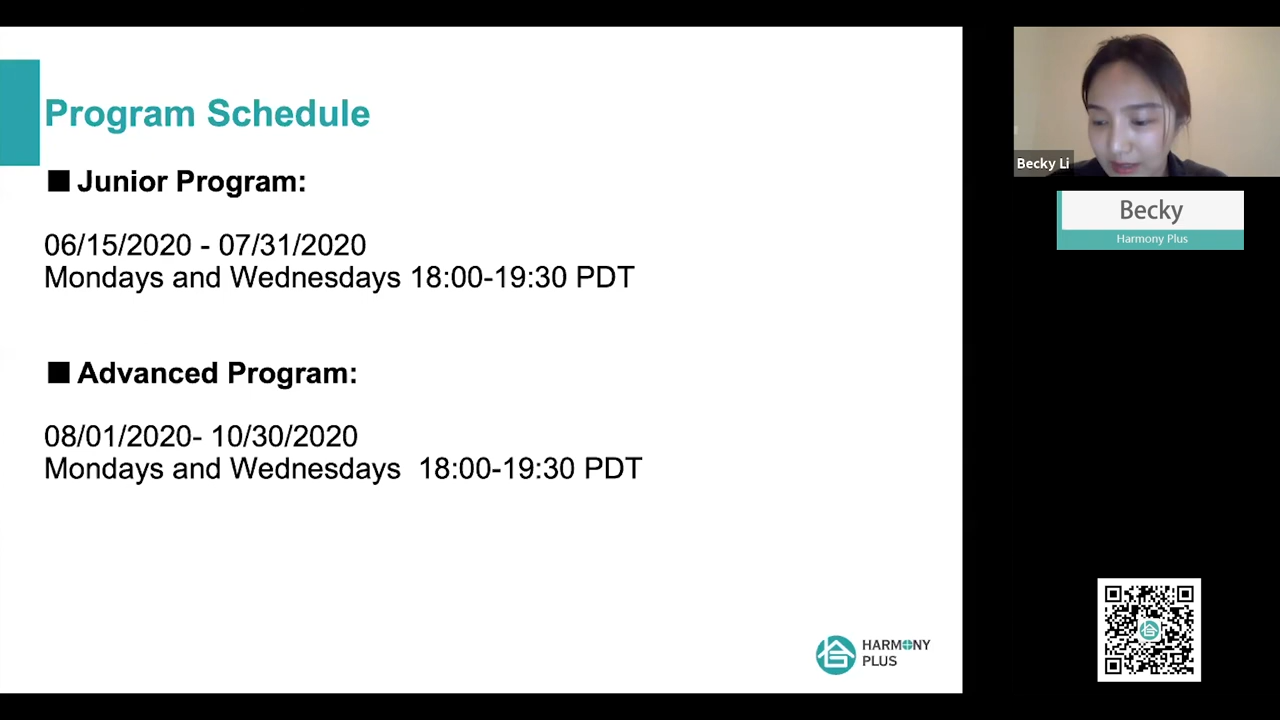 Program Schedule
■ Junior Program:
06/15/2020 - 07/31/2020
Mondays and Wednesdays 18:00-19:30 PDT
■ Advanced Program:
08/01/2020- 10/30/2020
Mondays and Wednesdays  18:00-19:30 PDT
HARMONY
PLUS
Becky Li
Becky
Harmony Plus